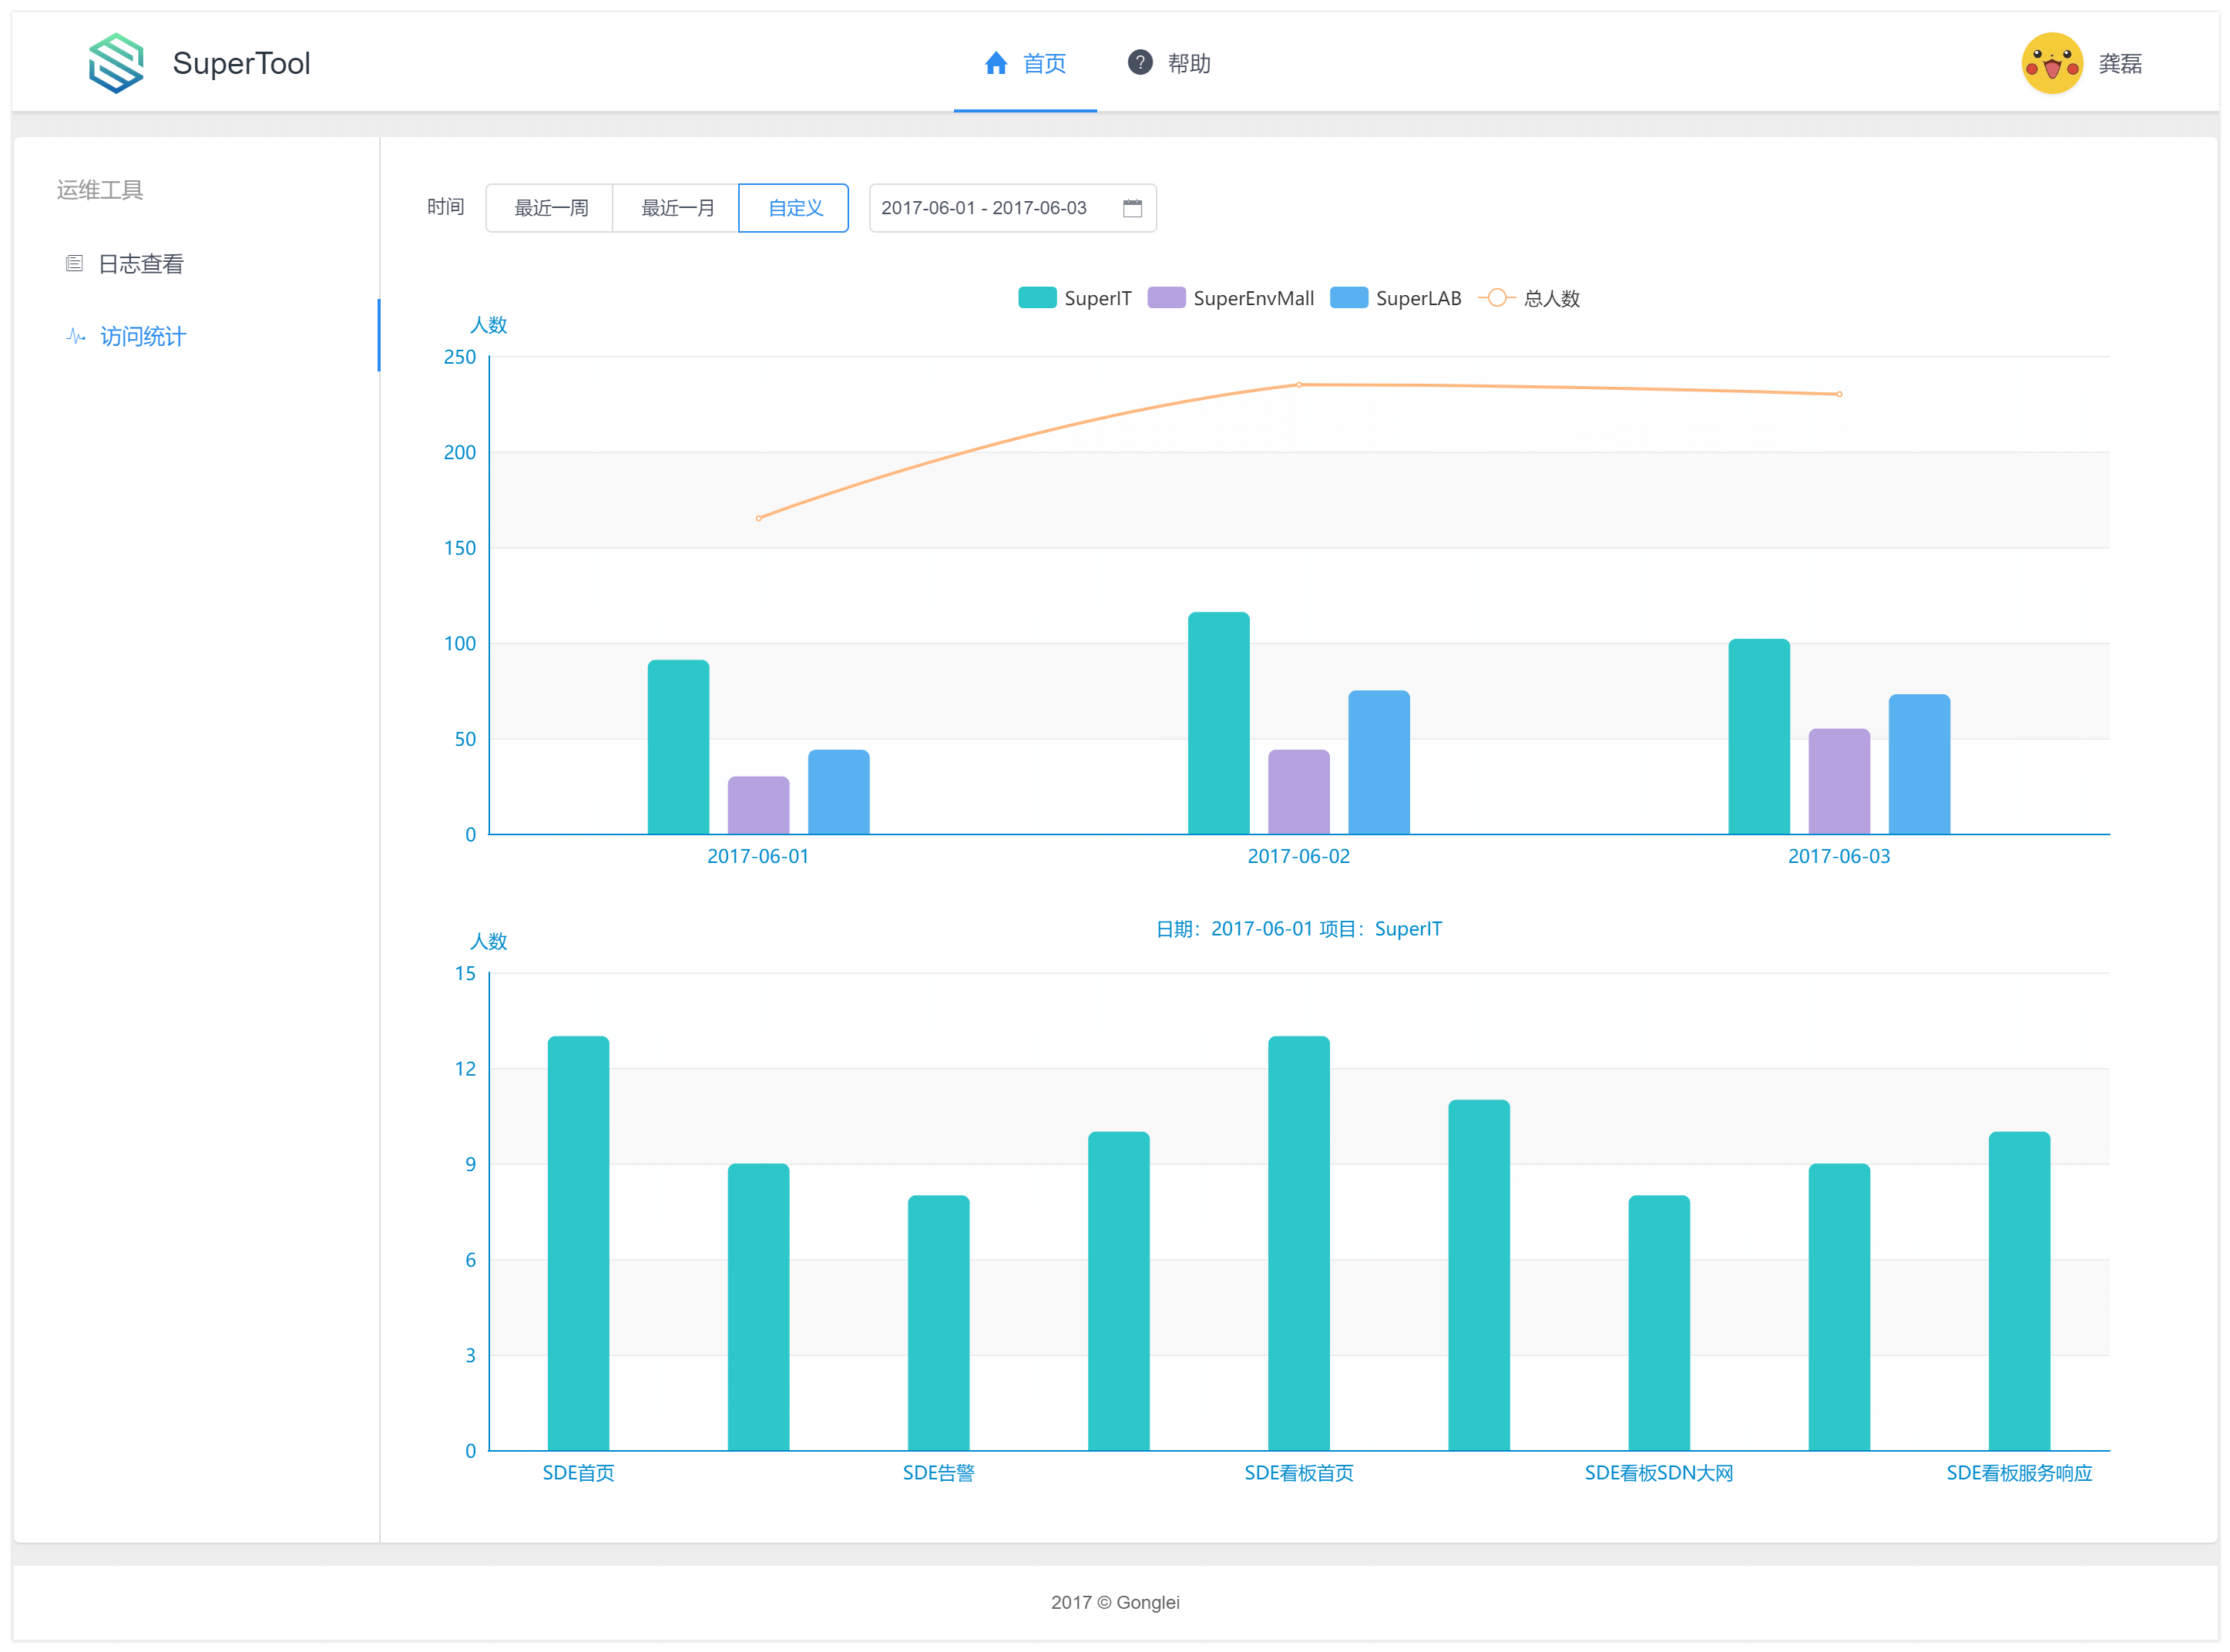 SuperTool
首页
帮助
龚磊
运维工具
日志查看
访问统计
时间
最近一周
最近一月
自定义
2017-06-01 - 2017-06-03
SuperIT
SuperEnvMall
SuperLAB
总人数
人数
250
200
150
100
50
0
2017-06-01
2017-06-02
2017-06-03
日期：2017-06-01 项目：SuperIT
人数
15
12
9
6
3
0
SDE首页
SDE告警
SDE看板首页
SDE看板SDN大网
SDE看板服务响应
2017 © Gonglei